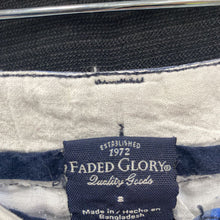 ESTABLISHED
1972
FADED GLORY®
Quality Goods
S
Made in / Hecho en
Bangladesh